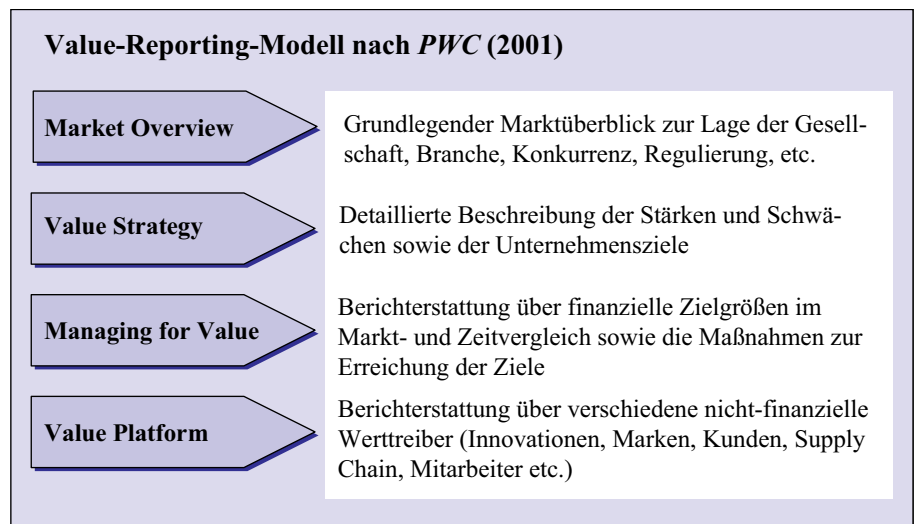 Value-Reporting-Modell nach PWC (2001)
Market Overview
Grundlegender Marktüberblick zur Lage der Gesell-
schaft, Branche, Konkurrenz, Regulierung, etc.
Value Strategy
Detaillierte Beschreibung der Stärken und Schwä-
chen sowie der Unternehmensziele
Managing for Value
Berichterstattung über finanzielle Zielgrößen im
Markt- und Zeitvergleich sowie die Maßnahmen zur
Erreichung der Ziele
Value Platform
Berichterstattung über verschiedene nicht-finanzielle
Werttreiber (Innovationen, Marken, Kunden, Supply
Chain, Mitarbeiter etc.)